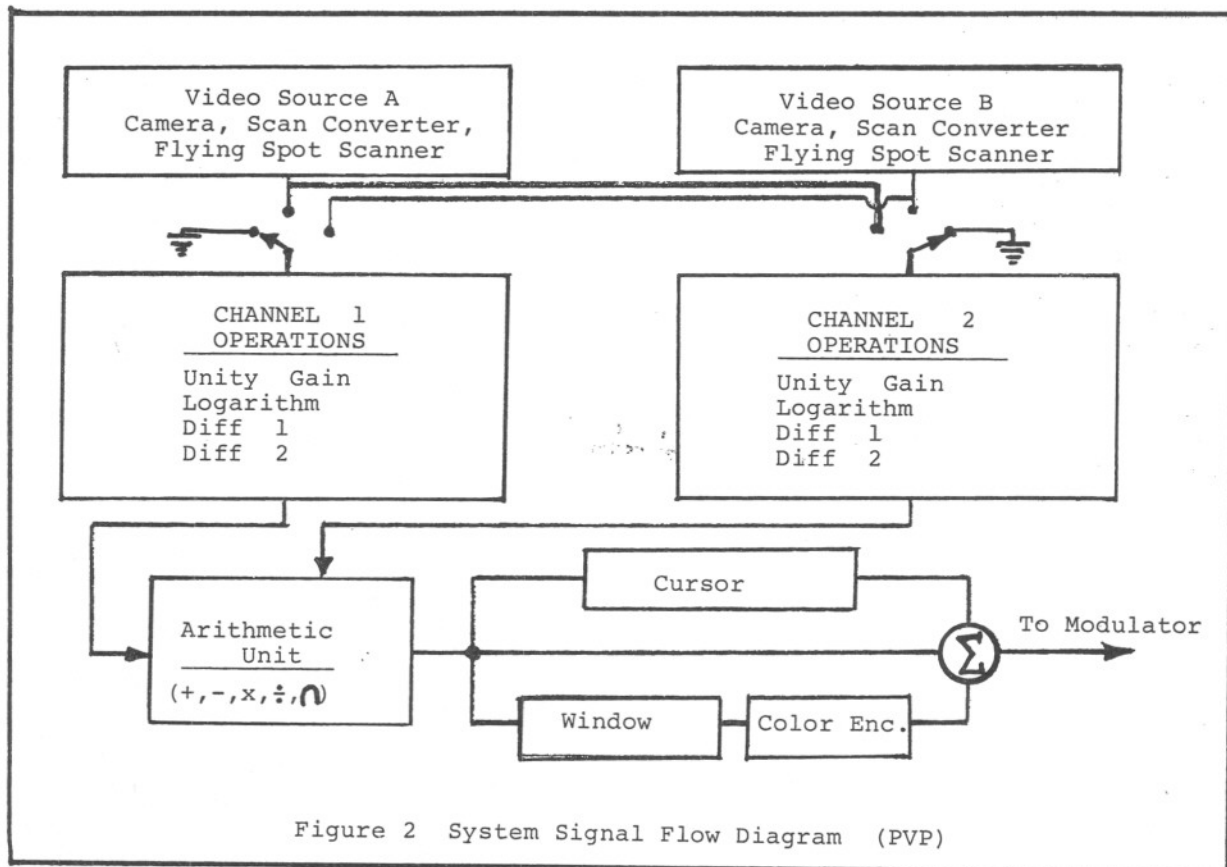 Video Source A
Camera, Scan Converter,
Flying Spot Scanner
Video Source B
Camera, Scan Converter
Flying Spot Scanner
CHANNEL 1
OPERATIONS
Unity Gain
Logarithm
Diff 1
Diff 2
CHANNEL 2
OPERATIONS
Unity Gain
Logarithm
Diff 1
Diff 2
Arithmetic
Unit
(+,-,x,÷,∩)
Cursor
Σ
To Modulator
Window
Color Enc.
Figure 2 System Signal Flow Diagram (PVP)